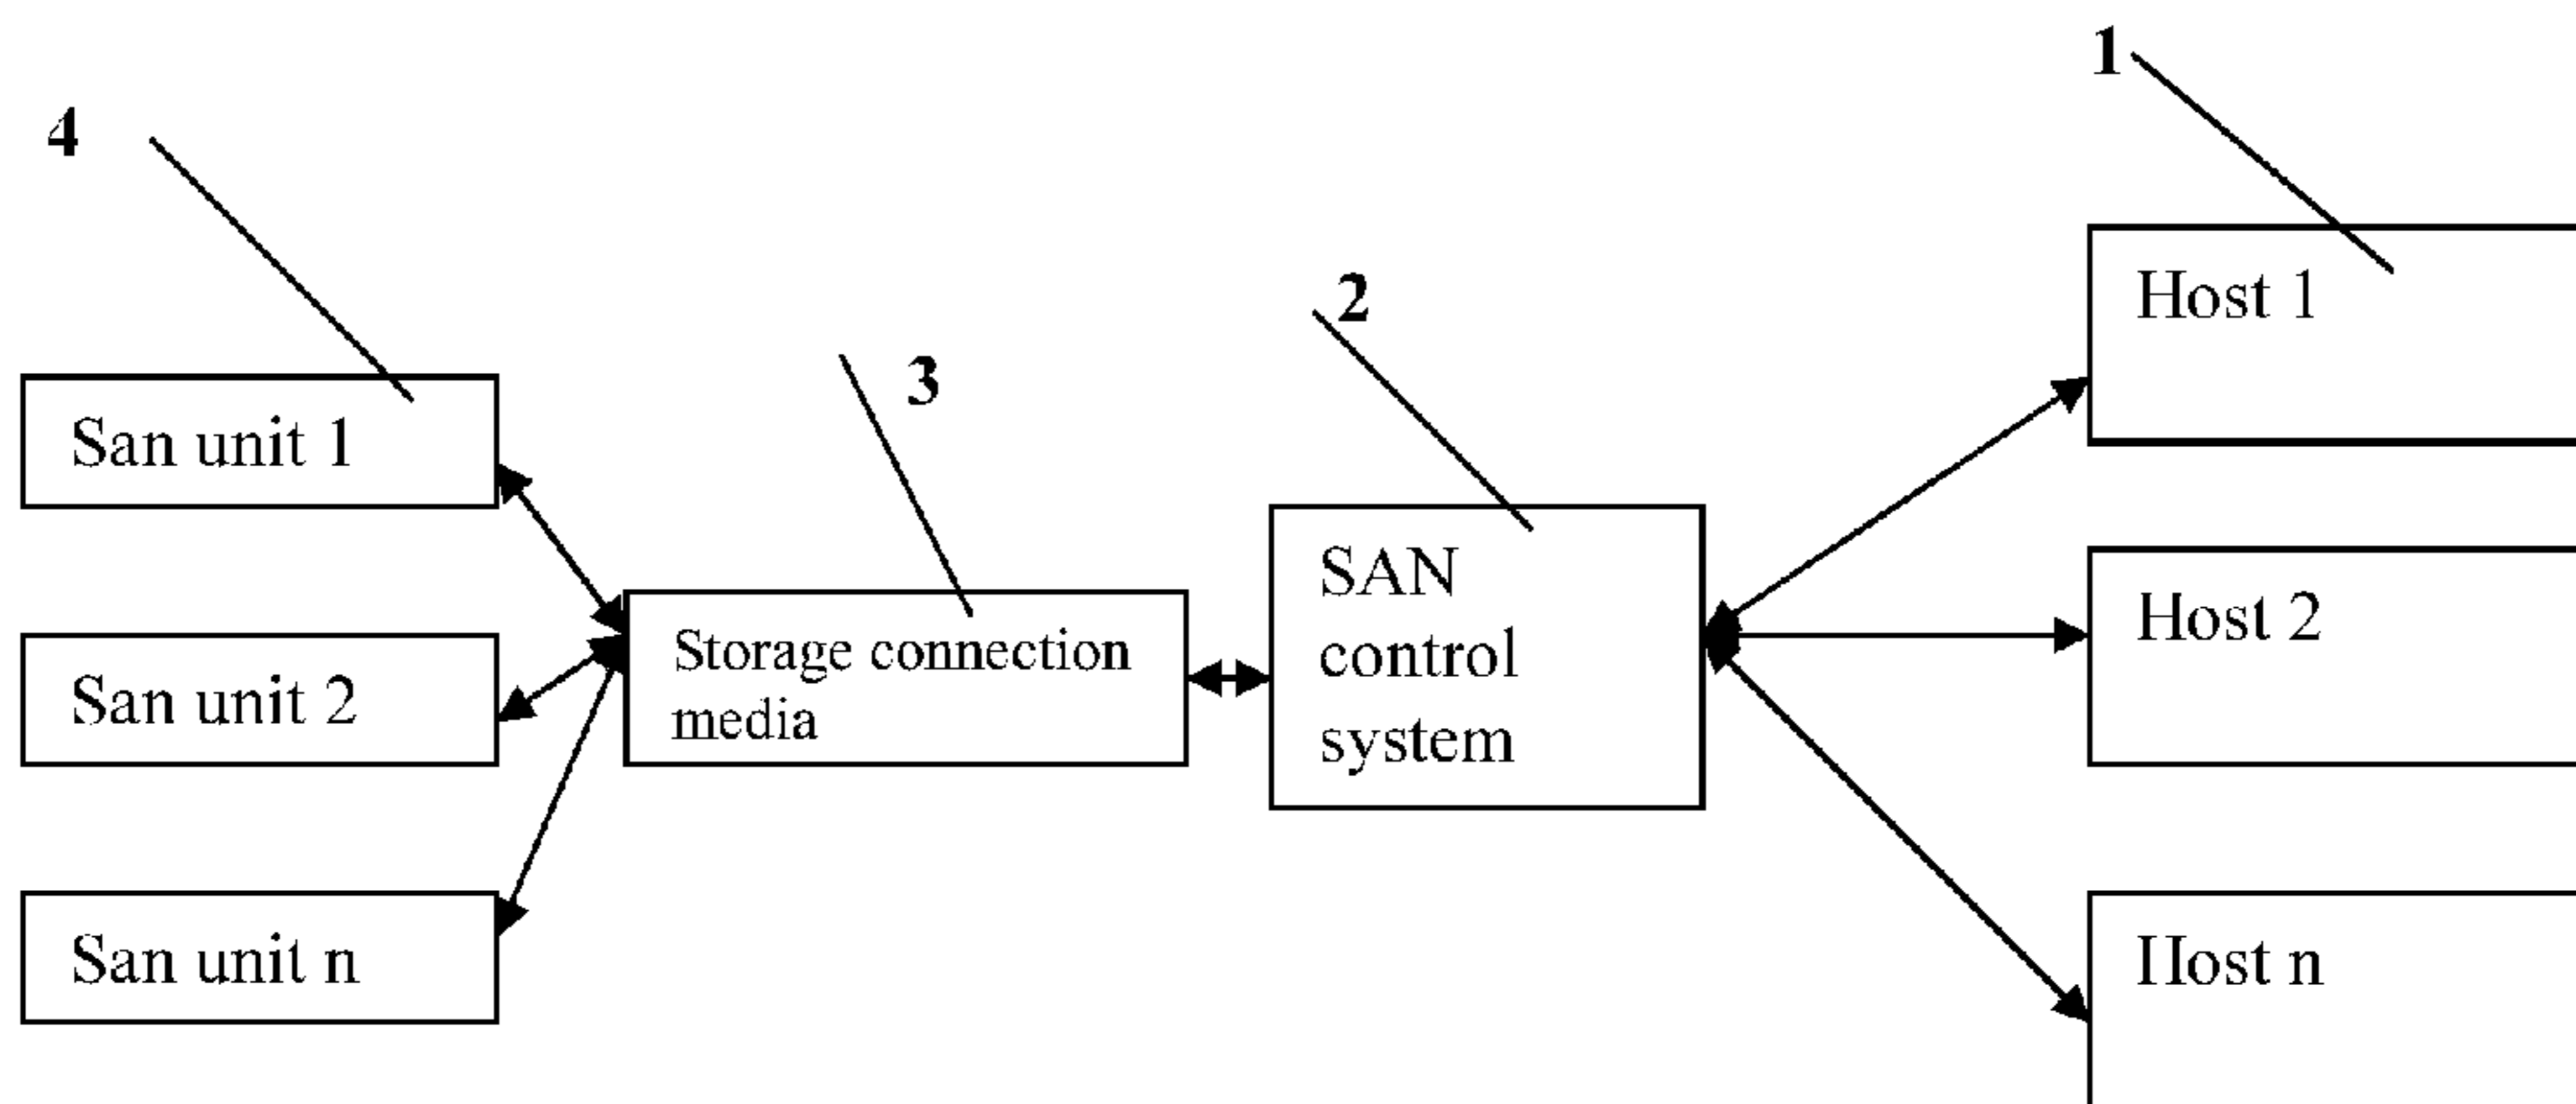 1
4
2
3
Host 1
San unit 1
SAN
control
system
Host 2
Storage connection
media
San unit 2
San unit n
Host n